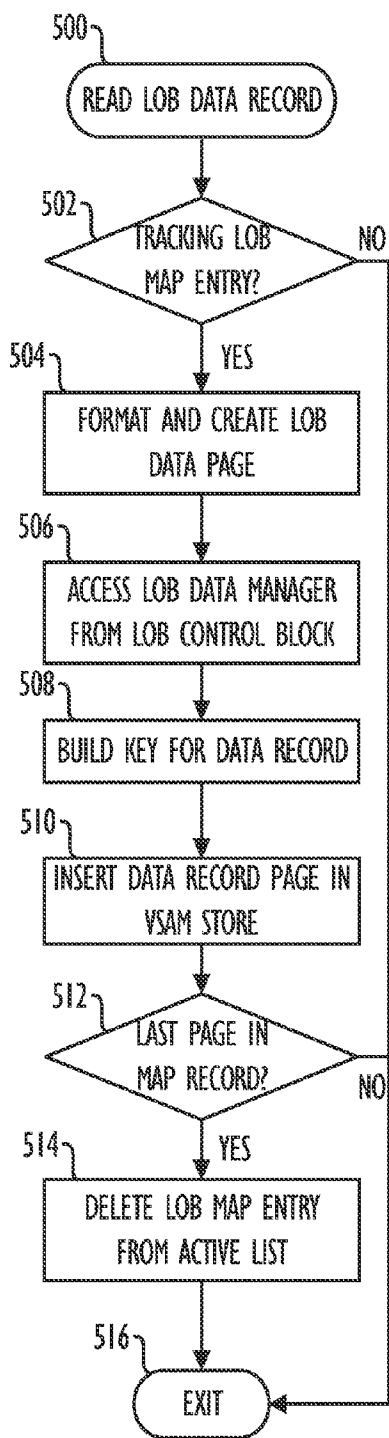 500
READ LOB DATA RECORD
502
TRACKING LOB
MAP ENTRY?
NO
YES
504
FORMAT AND CREATE LOB
DATA PAGE
506
ACCESS LOB DATA MANAGER
FROM LOB CONTROL BLOCK
508
BUILD KEY FOR DATA RECORD
510
INSERT DATA RECORD PAGE IN
VSAM STORE
512
LAST PAGE IN
MAP RECORD?
NO
YES
514
DELETE LOB MAP ENTRY
FROM ACTIVE LIST
516
EXIT